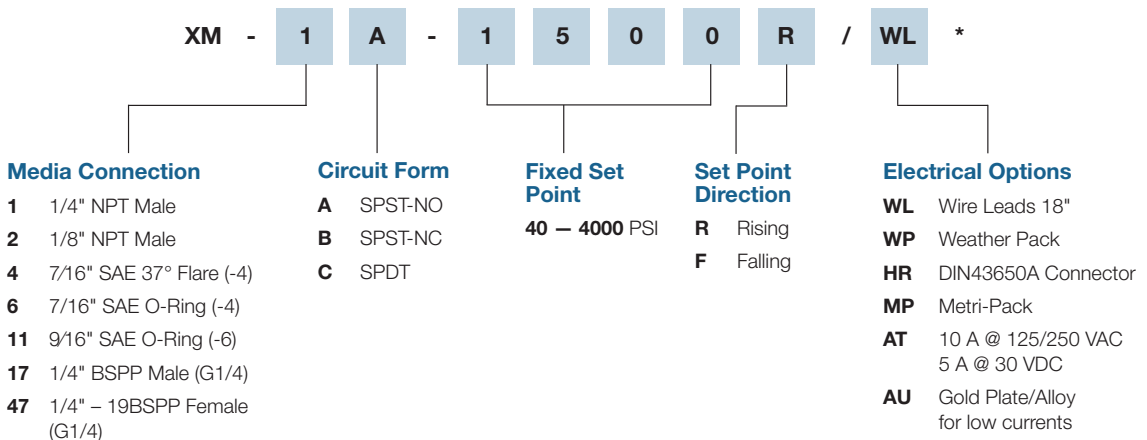 XM - 1 A - 1 5 0 0 R / WL *
Media Connection
1 1/4" NPT Male
2 1/8" NPT Male
4 7/16" SAE 37° Flare (-4)
6 7/16" SAE O-Ring (-4)
11 9/16" SAE O-Ring (-6)
17 1/4" BSPP Male (G1/4)
47 1/4" – 19BSPP Female
(G1/4)
Circuit Form
A SPST-NO
B SPST-NC
C SPDT
Fixed Set
Point
40 — 4000 PSI
Set Point
Direction
R Rising
F Falling
Electrical Options
WL Wire Leads 18"
WP Weather Pack
HR DIN43650A Connector
MP Metri-Pack
AT 10 A @ 125/250 VAC
5 A @ 30 VDC
AU Gold Plate/Alloy
for low currents